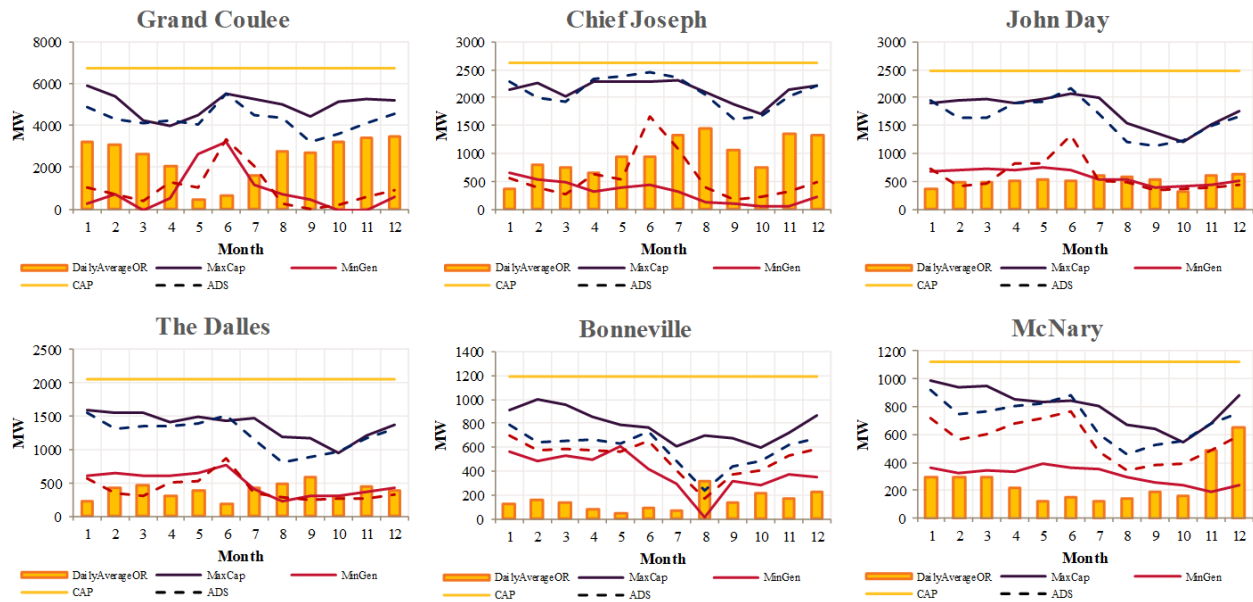 Grand Coulee
8000
6000
4000
2000
0
MW
1 2 3 4 5 6 7 8 9 10 11 12
Month
DailyAverageOR MaxCap MinGen
CAP ADS
Chief Joseph
3000
2500
2000
1500
1000
500
0
MW
1 2 3 4 5 6 7 8 9 10 11 12
Month
DailyAverageOR MaxCap MinGen
CAP ADS
John Day
3000
2500
2000
1500
1000
500
0
MW
1 2 3 4 5 6 7 8 9 10 11 12
Month
DailyAverageOR MaxCap MinGen
CAP ADS
The Dalles
2500
2000
1500
1000
500
0
MW
1 2 3 4 5 6 7 8 9 10 11 12
Month
DailyAverageOR MaxCap MinGen
CAP ADS
Bonneville
1400
1200
1000
800
600
400
200
0
MW
1 2 3 4 5 6 7 8 9 10 11 12
Month
DailyAverageOR MaxCap MinGen
CAP ADS
McNary
1200
1000
800
600
400
200
0
MW
1 2 3 4 5 6 7 8 9 10 11 12
Month
DailyAverageOR MaxCap MinGen
CAP ADS